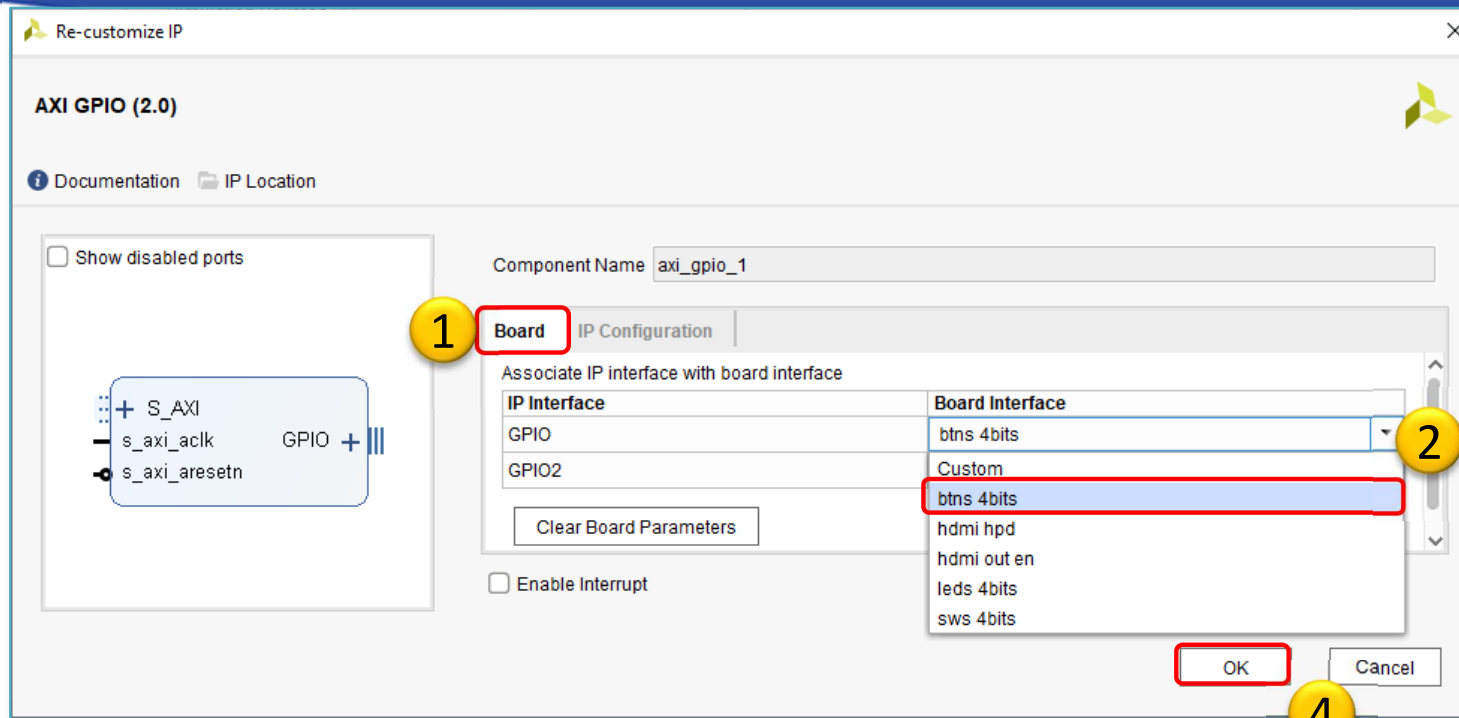 Re-customize IP
AXI GPIO (2.0)
Documentation IP Location
Show disabled ports
Component Name axi_gpio_1
1
Board IP Configuration
Associate IP interface with board interface
IP Interface Board Interface
GPIO btns 4bits
2
GPIO2
Custom
btns 4bits
hdmi hpd
hdmi out en
leds 4bits
sws 4bits
Clear Board Parameters
Enable Interrupt
S_AXI
s_axi_aclk GPIO
s_axi_aresetn
OK Cancel
4